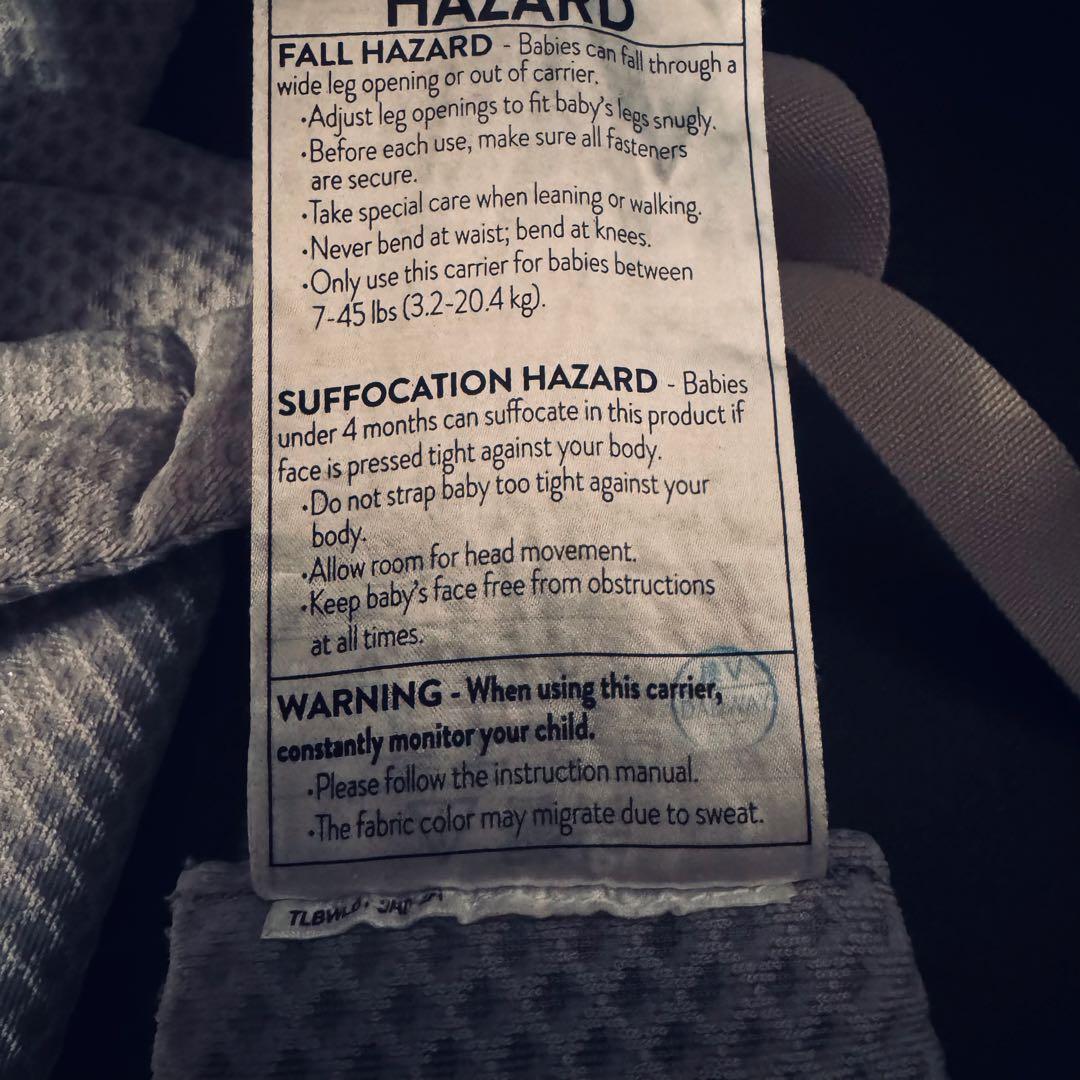 HAZARD
FALL HAZARD - Babies can fall through a
wide leg opening or out of carrier.
•Adjust leg openings to fit baby's legs snugly.
•Before each use, make sure all fasteners
are secure.
•Take special care when leaning or walking.
•Never bend at waist; bend at knees.
•Only use this carrier for babies between
7-45 lbs (3.2-20.4 kg).
SUFFOCATION HAZARD - Babies
under 4 months can suffocate in this product if
face is pressed tight against your body.
•Do not strap baby too tight against your
body.
•Allow room for head movement.
•Keep baby's face free from obstructions
at all times.
WARNING - When using this carrier,
constantly monitor your child.
•Please follow the instruction manual.
•The fabric color may migrate due to sweat.